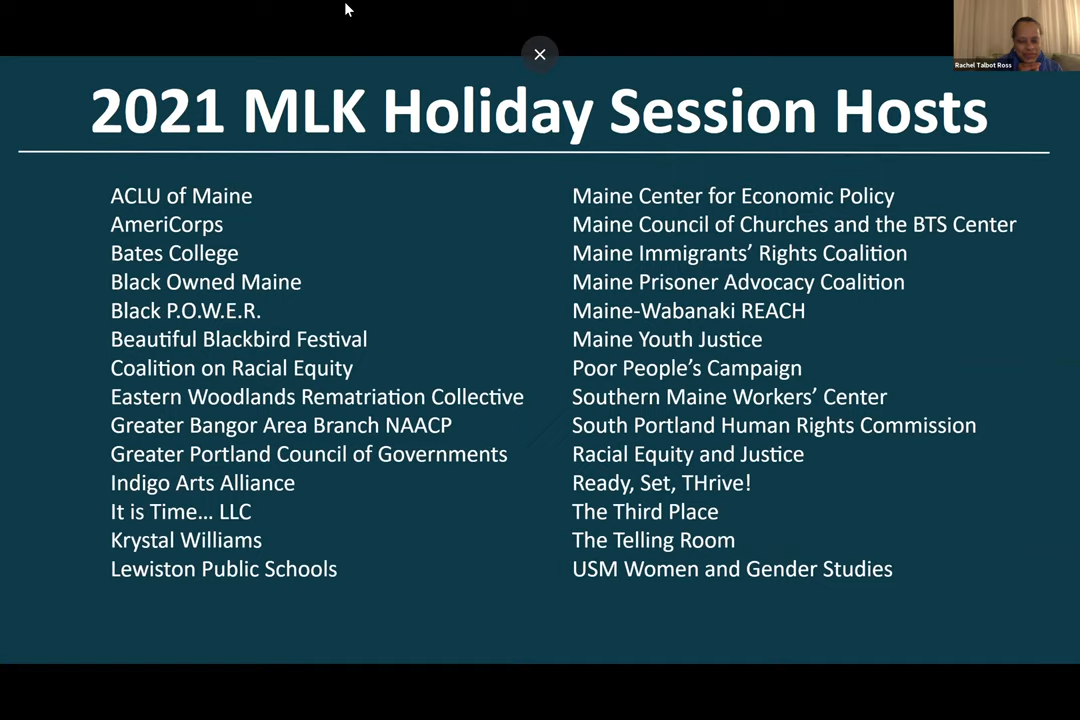 Rachel Talbot Ross
2021 MLK Holiday Session Hosts
ACLU of Maine
AmeriCorps
Bates College
Black Owned Maine
Black P.O.W.E.R.
Beautiful Blackbird Festival
Coalition on Racial Equity
Eastern Woodlands Rematriation Collective
Greater Bangor Area Branch NAACP
Greater Portland Council of Governments
Indigo Arts Alliance
It is Time... LLC
Krystal Williams
Lewiston Public Schools
Maine Center for Economic Policy
Maine Council of Churches and the BTS Center
Maine Immigrants’ Rights Coalition
Maine Prisoner Advocacy Coalition
Maine-Wabanaki REACH
Maine Youth Justice
Poor People’s Campaign
Southern Maine Workers’ Center
South Portland Human Rights Commission
Racial Equity and Justice
Ready, Set, THrive!
The Third Place
The Telling Room
USM Women and Gender Studies